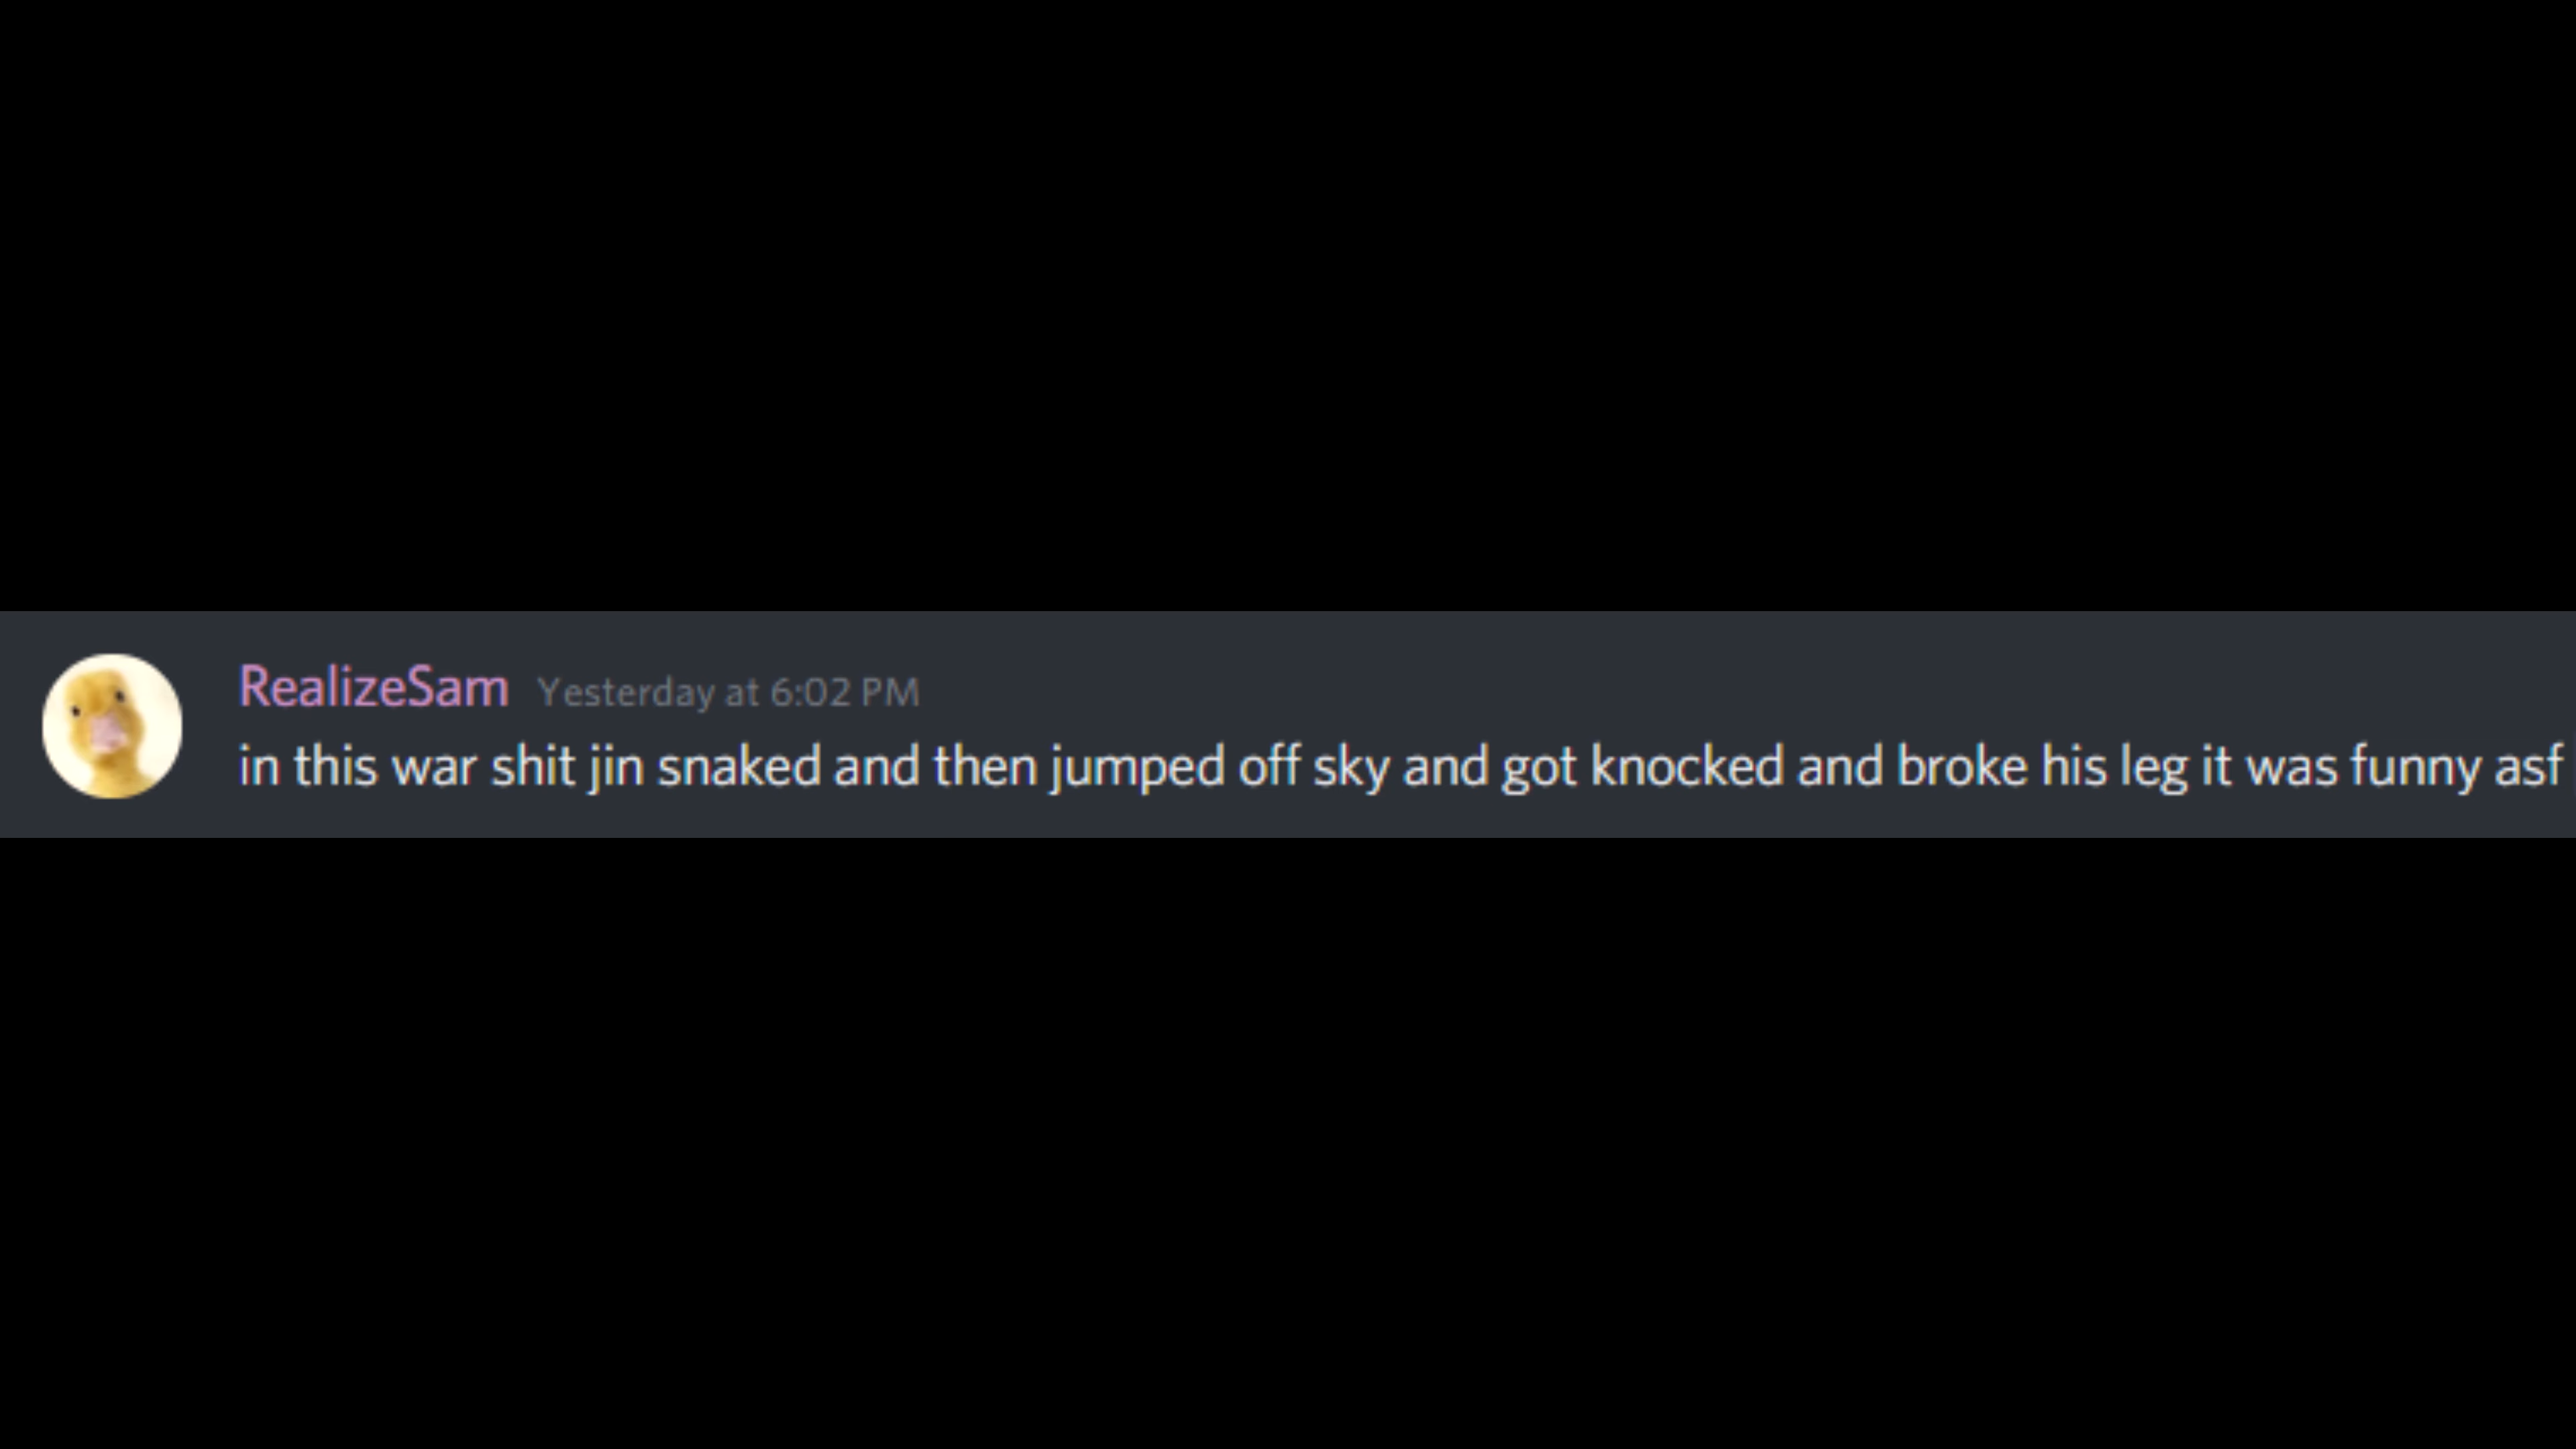 RealizeSam Yesterday at 6:02 PM
in this war shit jin snaked and then jumped off sky and got knocked and broke his leg it was funny asf